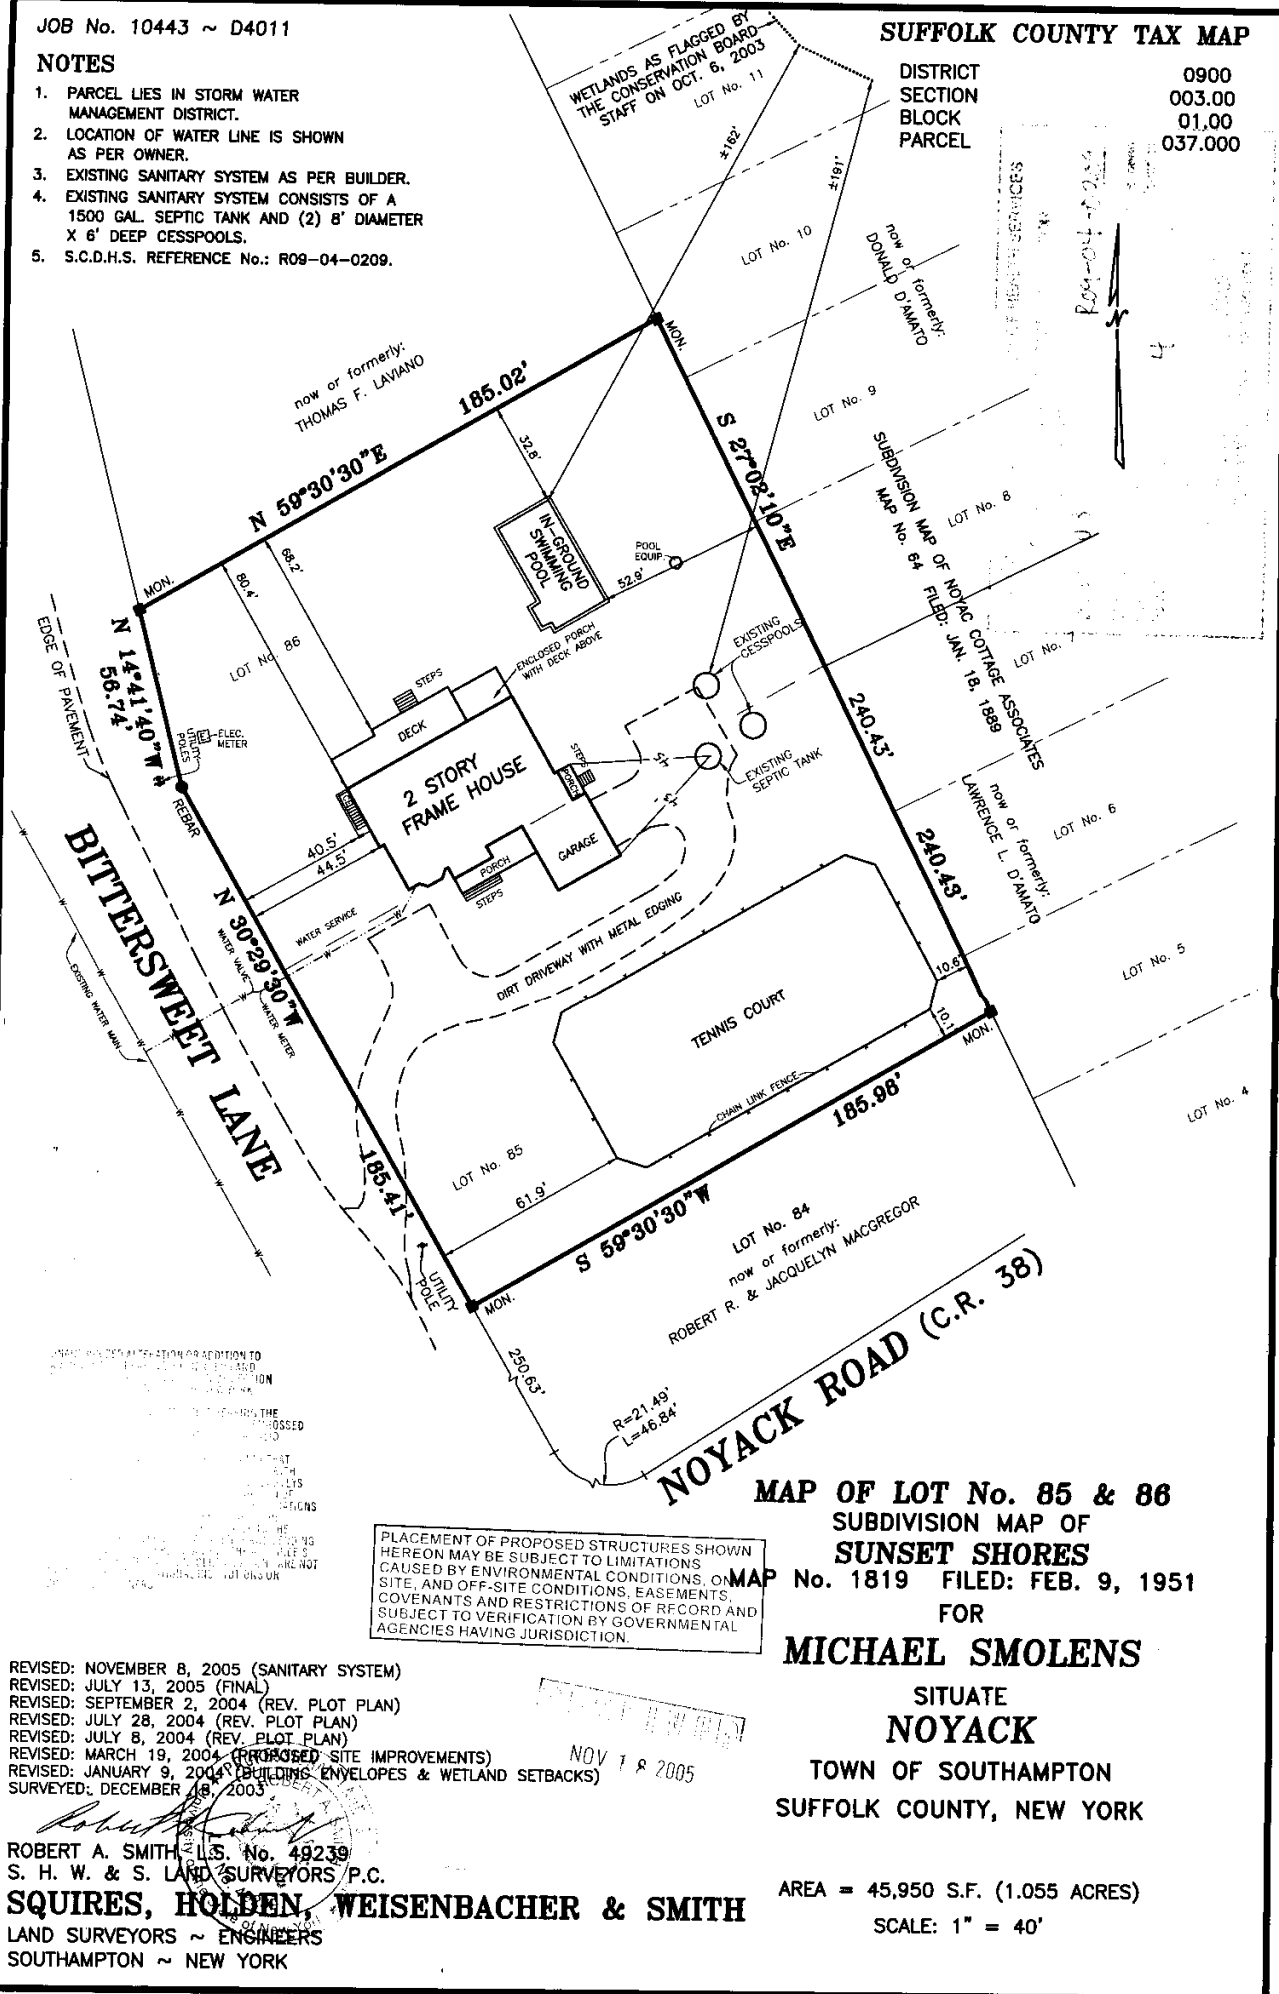 JOB No. 10443 ~ D4011
NOTES
1. PARCEL LIES IN STORM WATER
MANAGEMENT DISTRICT.
2. LOCATION OF WATER LINE IS SHOWN
AS PER OWNER.
3. EXISTING SANITARY SYSTEM AS PER BUILDER.
4. EXISTING SANITARY SYSTEM CONSISTS OF A
1500 GAL. SEPTIC TANK AND (2) 8' DIAMETER
X 6' DEEP CESSPOOLS.
5. S.C.D.H.S. REFERENCE No.: R09-04-0209.
WETLANDS AS FLAGGED BY
THE CONSERVATION BOARD
STAFF ON OCT. 6, 2003
LOT No. 11
±162'
±191'
SUFFOLK COUNTY TAX MAP
DISTRICT 0900
SECTION 003.00
BLOCK 01.00
PARCEL 037.000
N
LOT No. 10
now or formerly:
DONALD D'AMATO
LOT No. 9
SUBDIVISION MAP OF NOYAC COTTAGE ASSOCIATES
MAP No. 64 FILED: JAN. 18, 1889
LOT No. 8
LOT No. 7
now or formerly:
LAWRENCE L. D'AMATO
LOT No. 6
LOT No. 5
LOT No. 4
now or formerly:
THOMAS F. LAVIANO
MON.
N 59°30'30"E
185.02'
MON.
S 27°02'10"E
240.43'
240.43'
32.8'
68.2'
80.4'
IN-GROUND
SWIMMING
POOL
POOL
EQUIP.
52.9'
ENCLOSED PORCH
WITH DECK ABOVE
EXISTING
CESSPOOLS
LOT No. 86
STEPS
DECK
EDGE OF PAVEMENT
N 14°41'40"W
56.74'
UTILITY
POLES
E
ELEC.
METER
REBAR
2 STORY
FRAME HOUSE
STEPS
PORCH
45'
43'
EXISTING
SEPTIC TANK
40.5'
44.5'
GARAGE
PORCH
STEPS
BITTERSWEET LANE
N 30°29'30"W
185.41'
WATER SERVICE
WATER VALVE
WATER METER
EXISTING WATER MAIN
DIRT DRIVEWAY WITH METAL EDGING
TENNIS COURT
10.6'
10.1'
MON.
CHAIN LINK FENCE
185.98'
LOT No. 85
61.9'
S 59°30'30"W
UTILITY
POLE
MON.
LOT No. 84
now or formerly:
ROBERT R. & JACQUELYN MACGREGOR
250.63'
R=21.49'
L=46.84'
NOYACK ROAD (C.R. 38)
MAP OF LOT No. 85 & 86
SUBDIVISION MAP OF
SUNSET SHORES
MAP No. 1819 FILED: FEB. 9, 1951
FOR
MICHAEL SMOLENS
SITUATE
NOYACK
TOWN OF SOUTHAMPTON
SUFFOLK COUNTY, NEW YORK
AREA = 45,950 S.F. (1.055 ACRES)
SCALE: 1" = 40'
PLACEMENT OF PROPOSED STRUCTURES SHOWN
HEREON MAY BE SUBJECT TO LIMITATIONS
CAUSED BY ENVIRONMENTAL CONDITIONS, ON
SITE, AND OFF-SITE CONDITIONS, EASEMENTS,
COVENANTS AND RESTRICTIONS OF RECORD AND
SUBJECT TO VERIFICATION BY GOVERNMENTAL
AGENCIES HAVING JURISDICTION.
REVISED: NOVEMBER 8, 2005 (SANITARY SYSTEM)
REVISED: JULY 13, 2005 (FINAL)
REVISED: SEPTEMBER 2, 2004 (REV. PLOT PLAN)
REVISED: JULY 28, 2004 (REV. PLOT PLAN)
REVISED: JULY 8, 2004 (REV. PLOT PLAN)
REVISED: MARCH 19, 2004 (PROPOSED SITE IMPROVEMENTS)
REVISED: JANUARY 9, 2004 (BUILDING ENVELOPES & WETLAND SETBACKS)
SURVEYED: DECEMBER 18, 2003
NOV 18 2005
ROBERT A. SMITH, L.S. No. 49239
S. H. W. & S. LAND SURVEYORS P.C.
SQUIRES, HOLDEN, WEISENBACHER & SMITH
LAND SURVEYORS ~ ENGINEERS
SOUTHAMPTON ~ NEW YORK